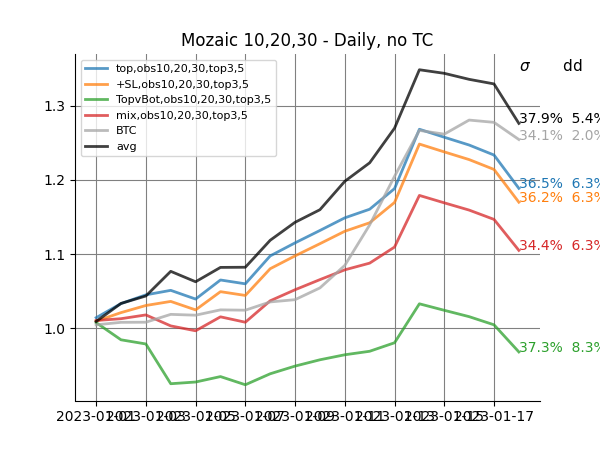 Mozaic 10,20,30 - Daily, no TC
σ dd
top,obs10,20,30,top3,5
+SL,obs10,20,30,top3,5
TopvBot,obs10,20,30,top3,5
mix,obs10,20,30,top3,5
BTC
avg
1.3
1.2
1.1
1.0
37.9% 5.4%
34.1% 2.0%
36.5% 6.3%
36.2% 6.3%
34.4% 6.3%
37.3% 8.3%
2023-01-01
2023-01-17